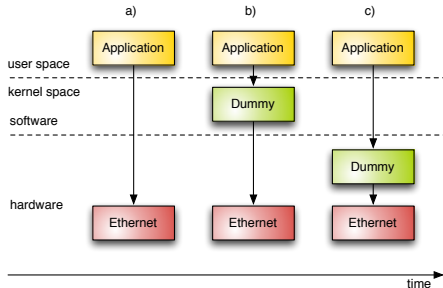 a) b) c)
Application Application Application
user space
kernel space
Dummy
software
Dummy
hardware
Ethernet Ethernet Ethernet
time